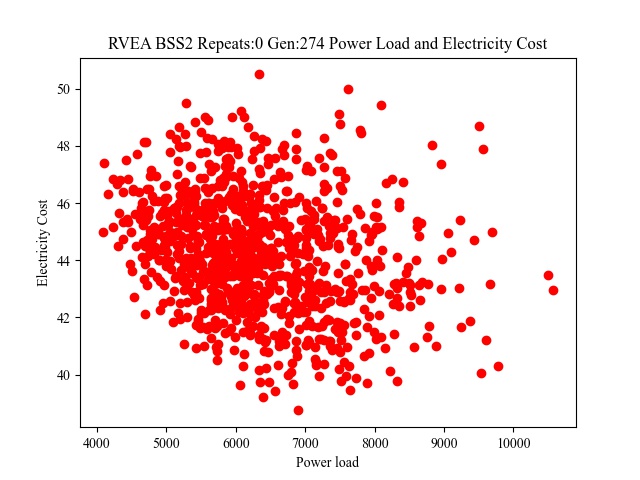 RVEA BSS2 Repeats:0 Gen:274 Power Load and Electricity Cost
50
48
46
44
42
40
Electricity Cost
4000 5000 6000 7000 8000 9000 10000
Power load